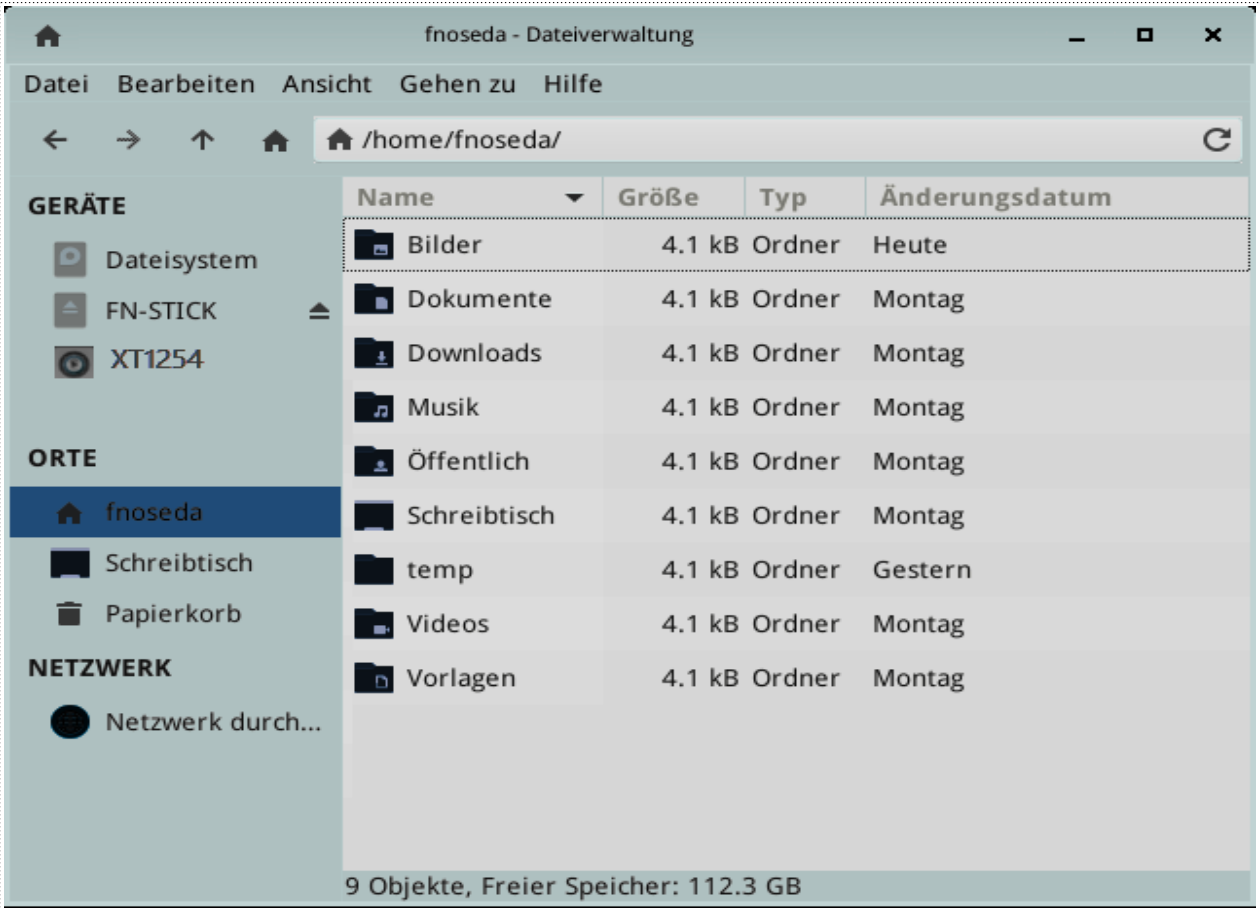 fnoseda - Dateiverwaltung
Datei Bearbeiten Ansicht Gehen zu Hilfe
/home/fnoseda/
GERÄTE
Dateisystem
FN-STICK
XT1254
ORTE
fnoseda
Schreibtisch
Papierkorb
NETZWERK
Netzwerk durch...
Name Größe Typ Änderungsdatum
Bilder 4.1 kB Ordner Heute
Dokumente 4.1 kB Ordner Montag
Downloads 4.1 kB Ordner Montag
Musik 4.1 kB Ordner Montag
Öffentlich 4.1 kB Ordner Montag
Schreibtisch 4.1 kB Ordner Montag
temp 4.1 kB Ordner Gestern
Videos 4.1 kB Ordner Montag
Vorlagen 4.1 kB Ordner Montag
9 Objekte, Freier Speicher: 112.3 GB